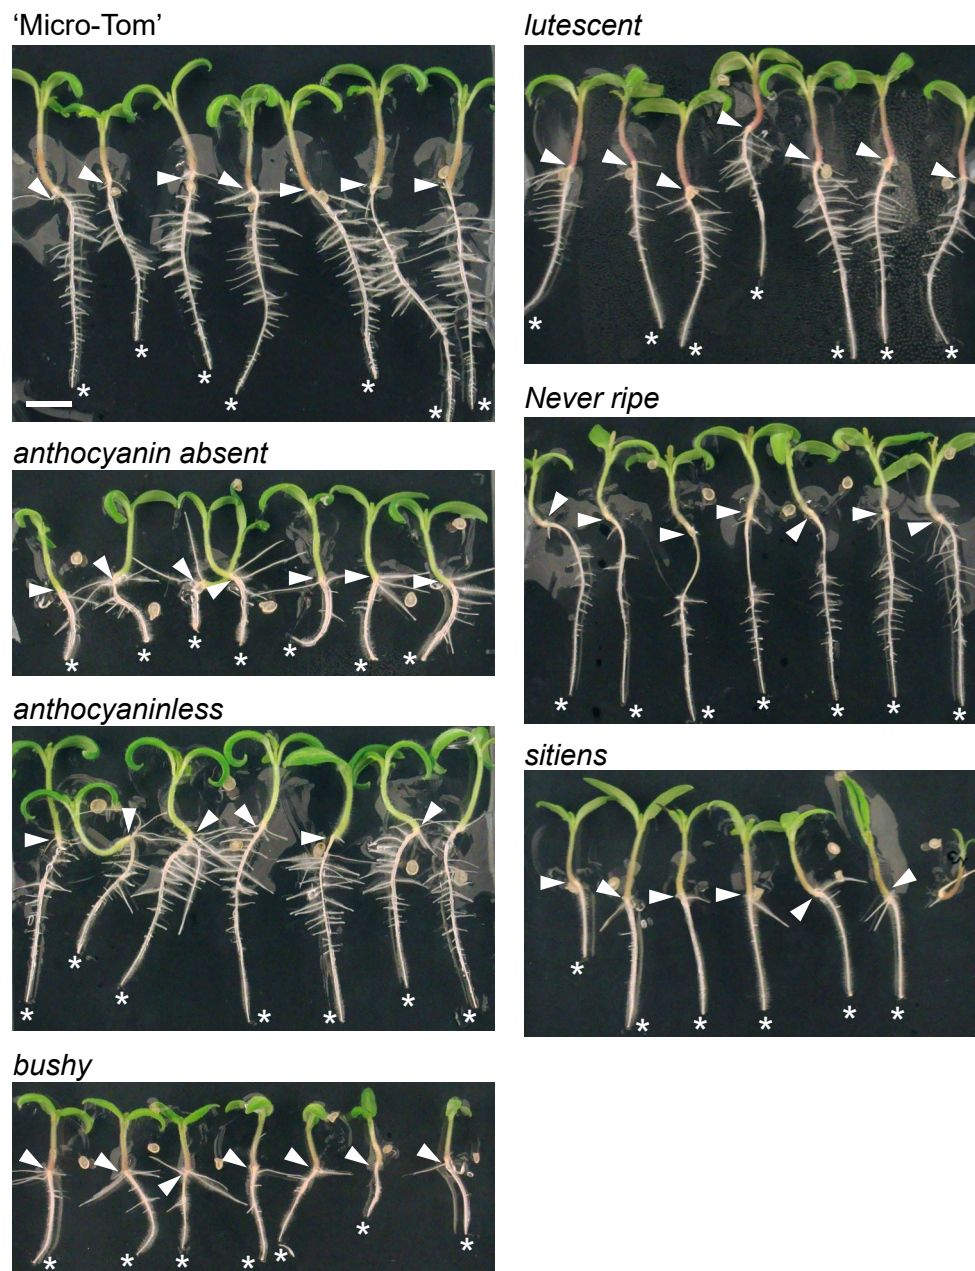 ‘Micro-Tom’
anthocyanin absent
anthocyaninless
bushy
lutescent
Never ripe
sitiens